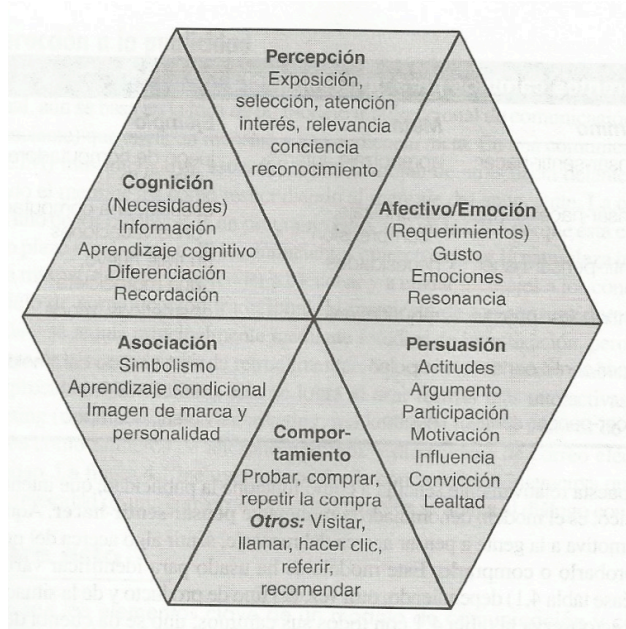 Percepción
Exposición,
selección, atención
interés, relevancia
conciencia
reconocimiento
Cognición
(Necesidades)
Información
Aprendizaje cognitivo
Diferenciación
Recordación
Afectivo/Emoción
(Requerimientos)
Gusto
Emociones
Resonancia
Asociación
Simbolismo
Aprendizaje condicional
Imagen de marca y
personalidad
Compor-
tamiento
Probar, comprar,
repetir la compra
Otros: Visitar,
llamar, hacer clic,
referir,
recomendar
Persuasión
Actitudes
Argumento
Participación
Motivación
Influencia
Convicción
Lealtad